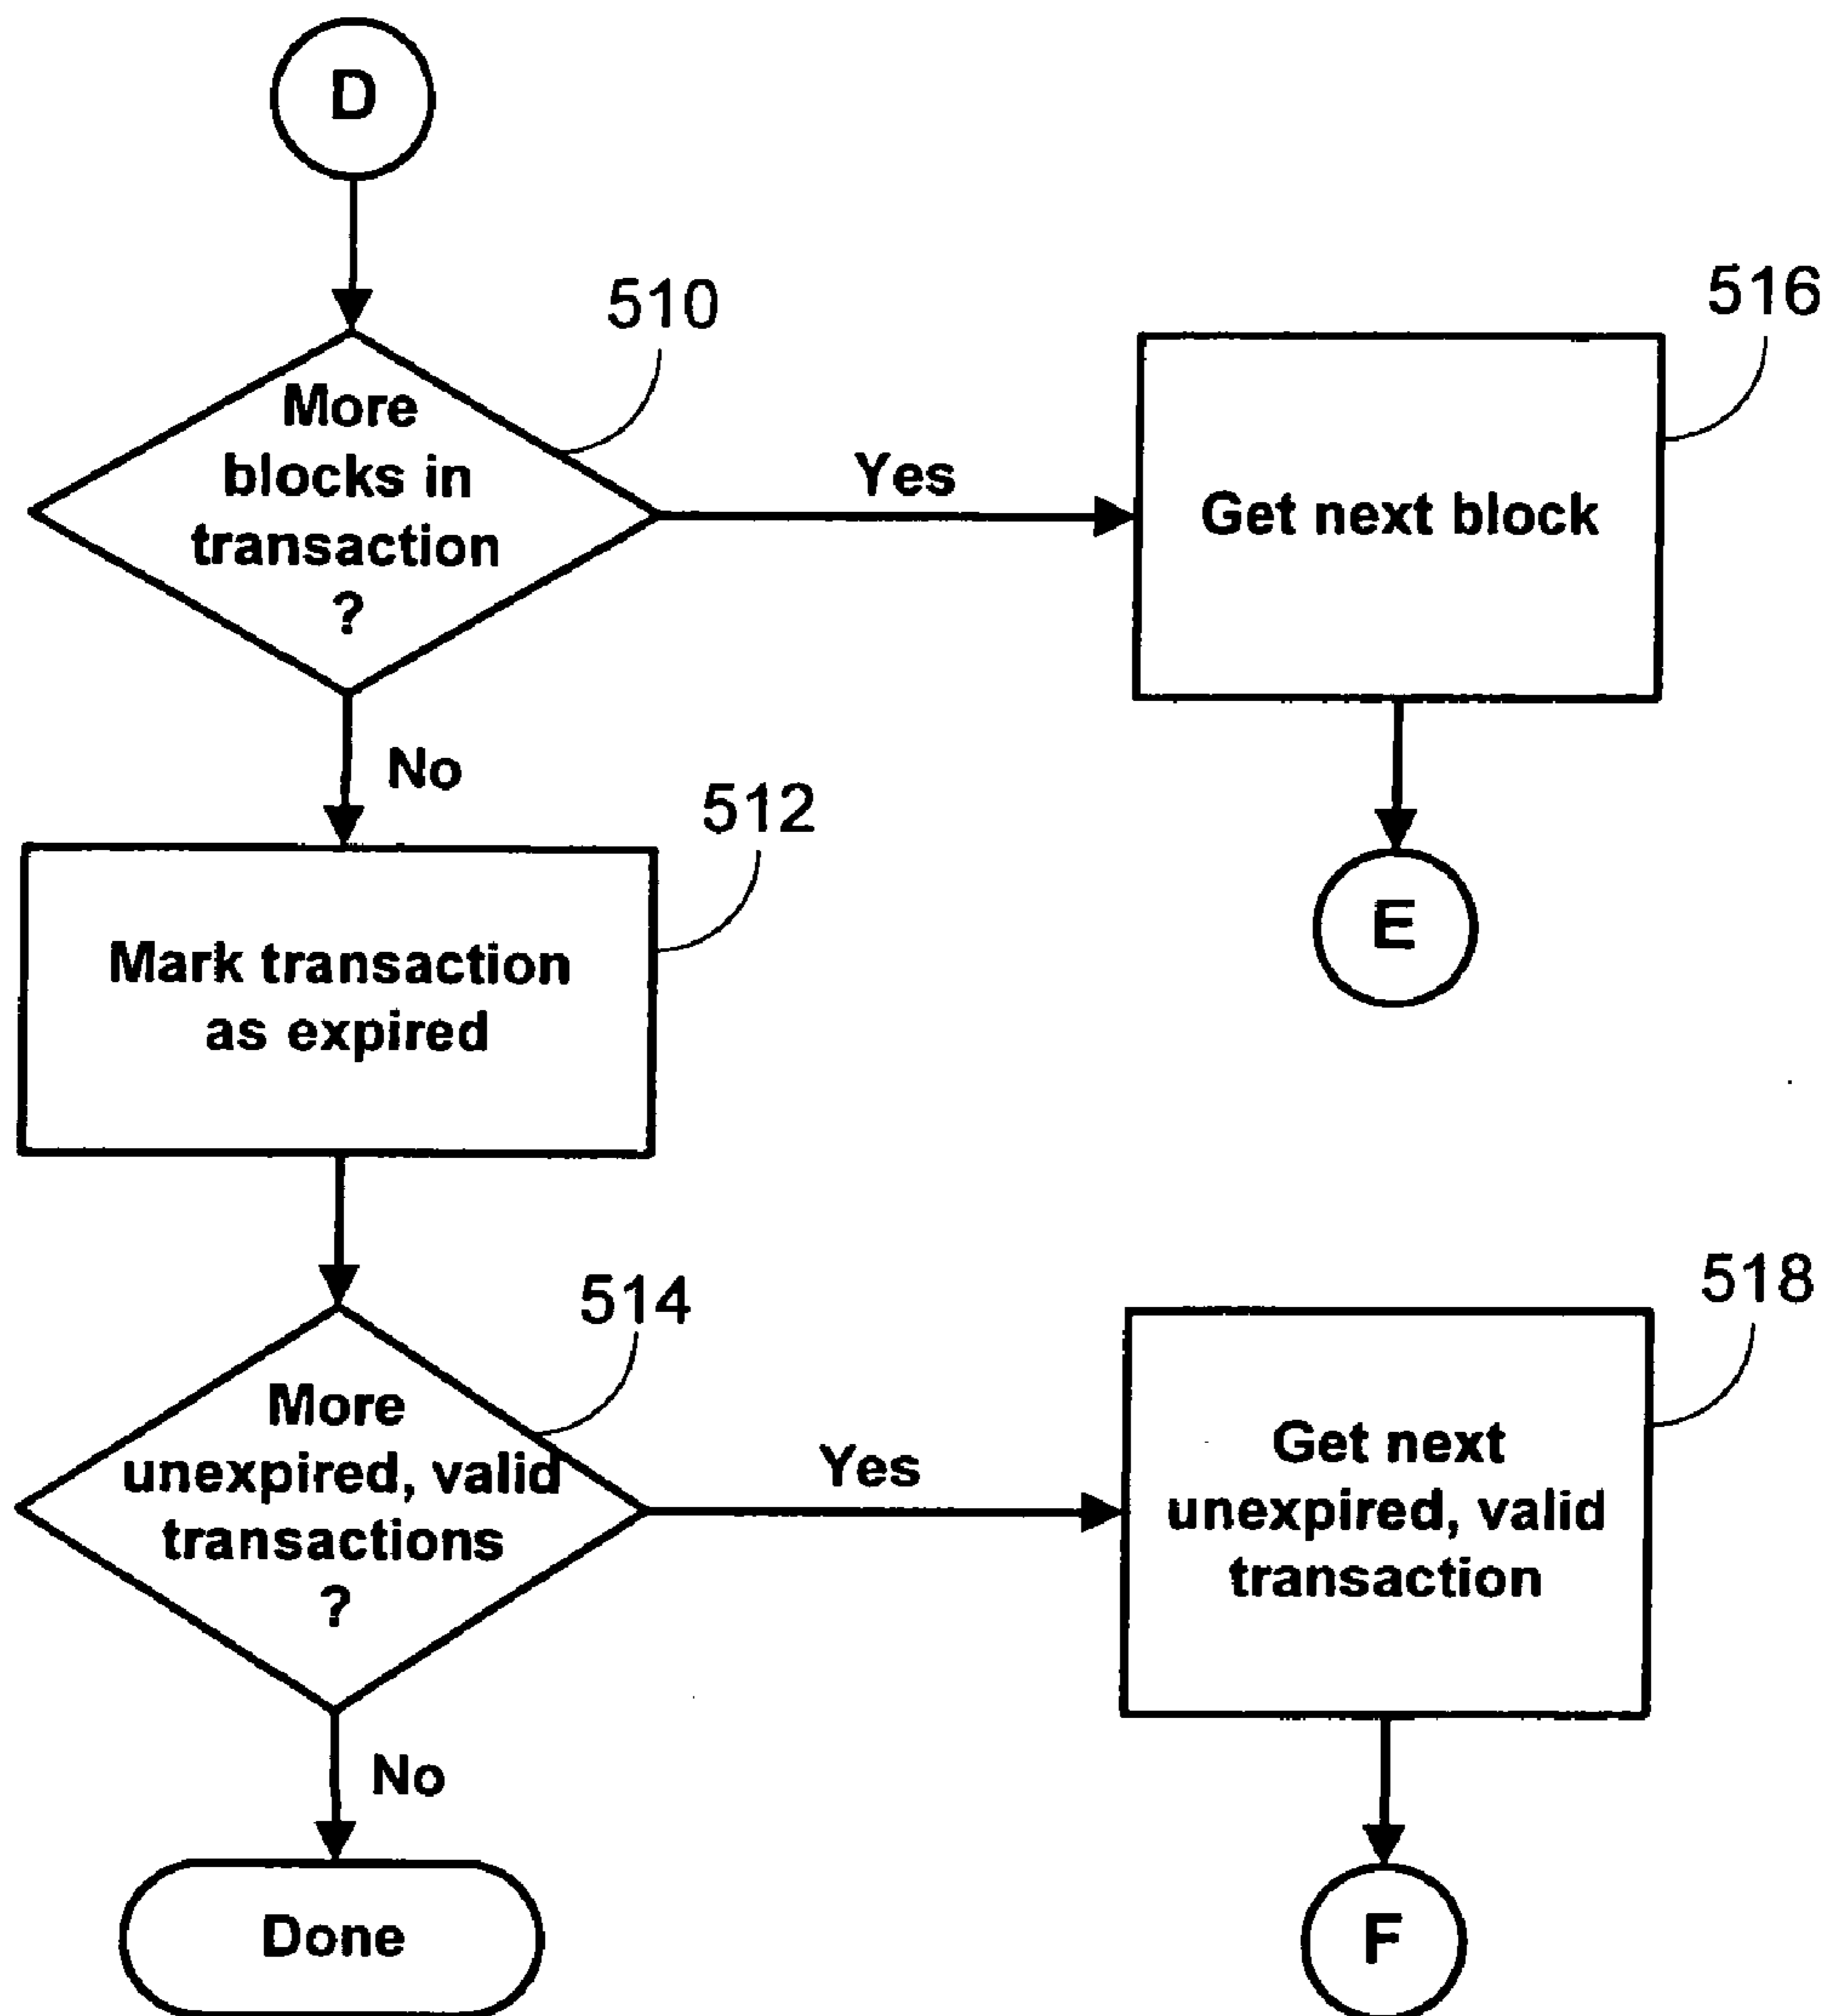 D
510
More
blocks in
transaction
?
Yes
516
Get next block
No
E
512
Mark transaction
as expired
514
More
unexpired, valid
transactions
?
Yes
518
Get next
unexpired, valid
transaction
No
Done
F